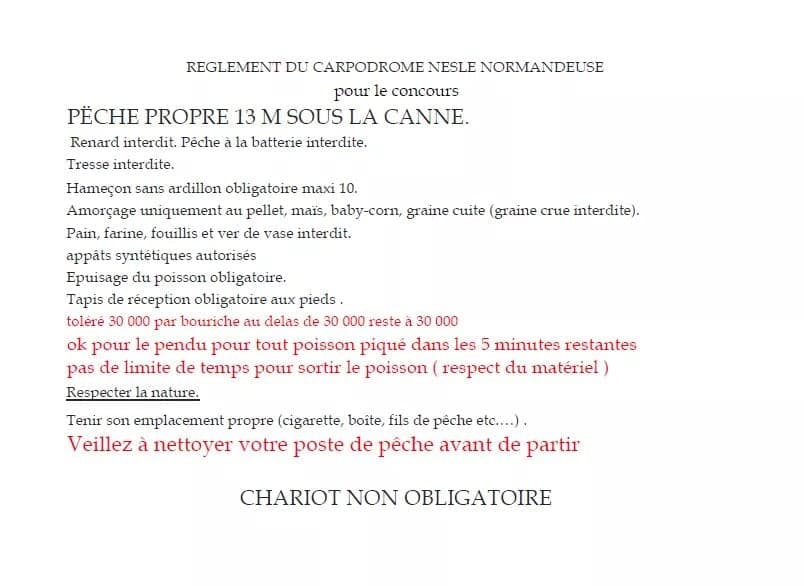 REGLEMENT DU CARPODROME NESLE NORMANDEUSE
pour le concours
PËCHE PROPRE 13 M SOUS LA CANNE.
Renard interdit. Pêche à la batterie interdite.
Tresse interdite.
Hameçon sans ardillon obligatoire maxi 10.
Amorçage uniquement au pellet, maïs, baby-corn, graine cuite (graine crue interdite).
Pain, farine, fouillis et ver de vase interdit.
appâts syntétiques autorisés
Epuisage du poisson obligatoire.
Tapis de réception obligatoire aux pieds .
toléré 30 000 par bouriche au delas de 30 000 reste à 30 000
ok pour le pendu pour tout poisson piqué dans les 5 minutes restantes
pas de limite de temps pour sortir le poisson ( respect du matériel )
Respecter la nature.
Tenir son emplacement propre (cigarette, boîte, fils de pêche etc.…) .
Veillez à nettoyer votre poste de pêche avant de partir
CHARIOT NON OBLIGATOIRE